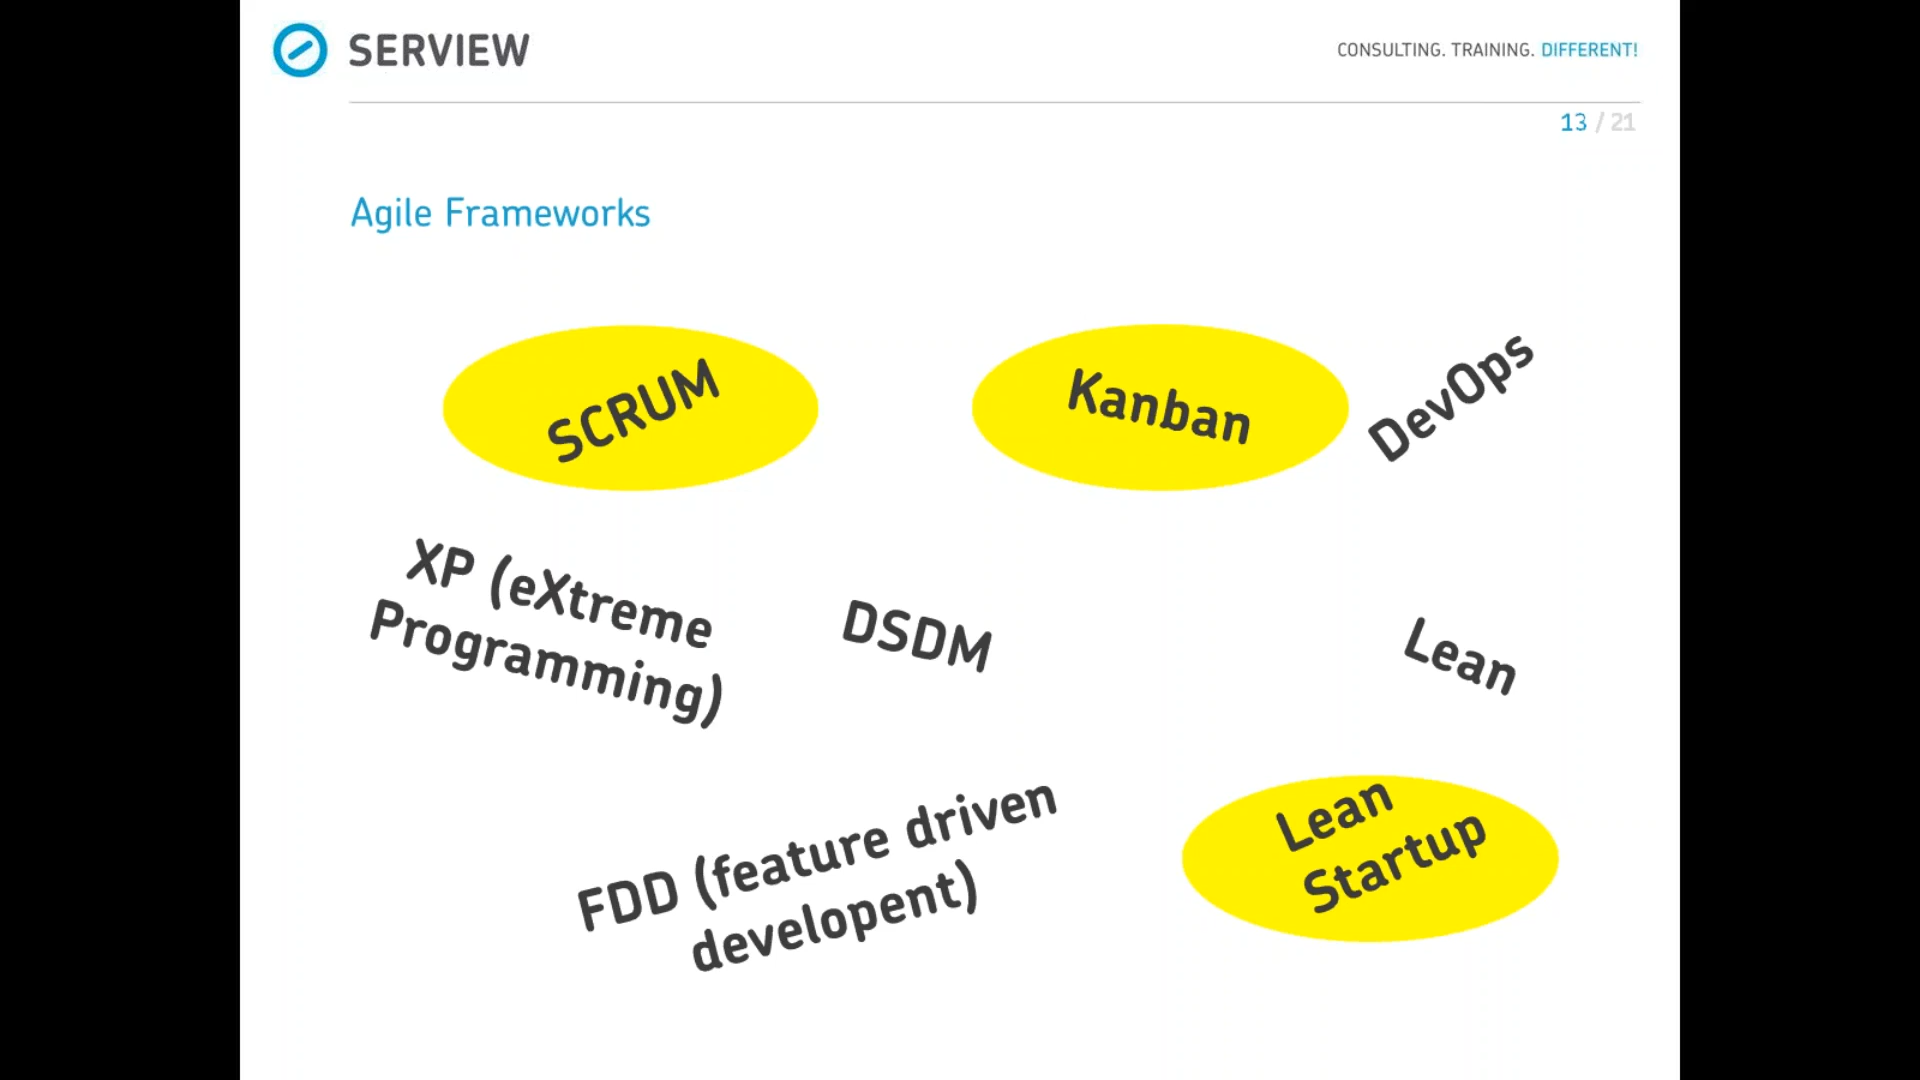 SERVIEW
CONSULTING. TRAINING. DIFFERENT!
13 / 21
Agile Frameworks
SCRUM
Kanban
DevOps
XP (eXtreme
Programming)
DSDM
Lean
FDD (feature driven
developent)
Lean
Startup